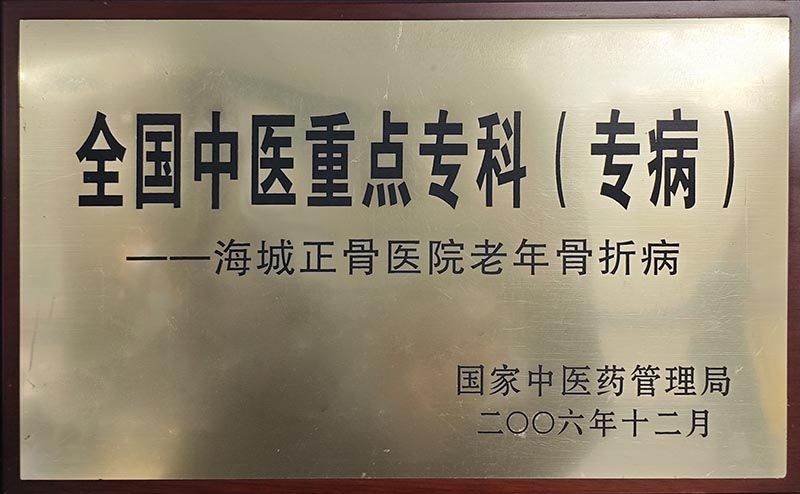 全国中医重点专科（专病）
——海城正骨医院老年骨折病
国家中医药管理局
二〇〇六年十二月